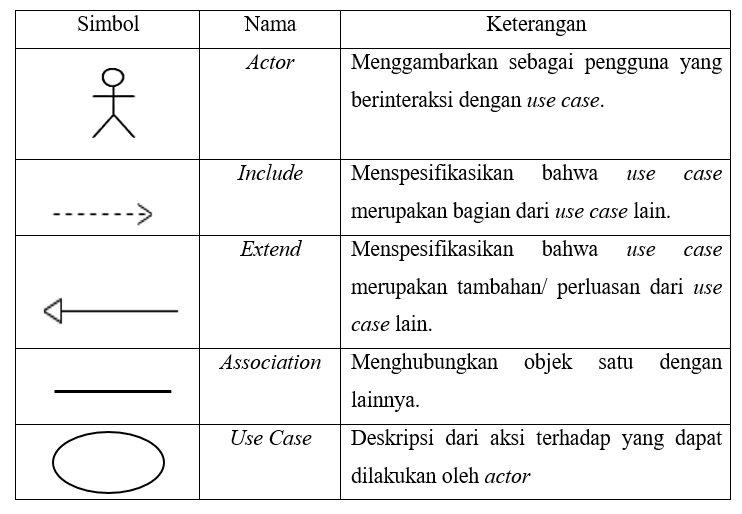 Simbol Nama Keterangan
Actor Menggambarkan sebagai pengguna yang
berinteraksi dengan use case.
Include Menspesifikasikan bahwa use case
merupakan bagian dari use case lain.
Extend Menspesifikasikan bahwa use case
merupakan tambahan/ perluasan dari use
case lain.
Association Menghubungkan objek satu dengan
lainnya.
Use Case Deskripsi dari aksi terhadap yang dapat
dilakukan oleh actor